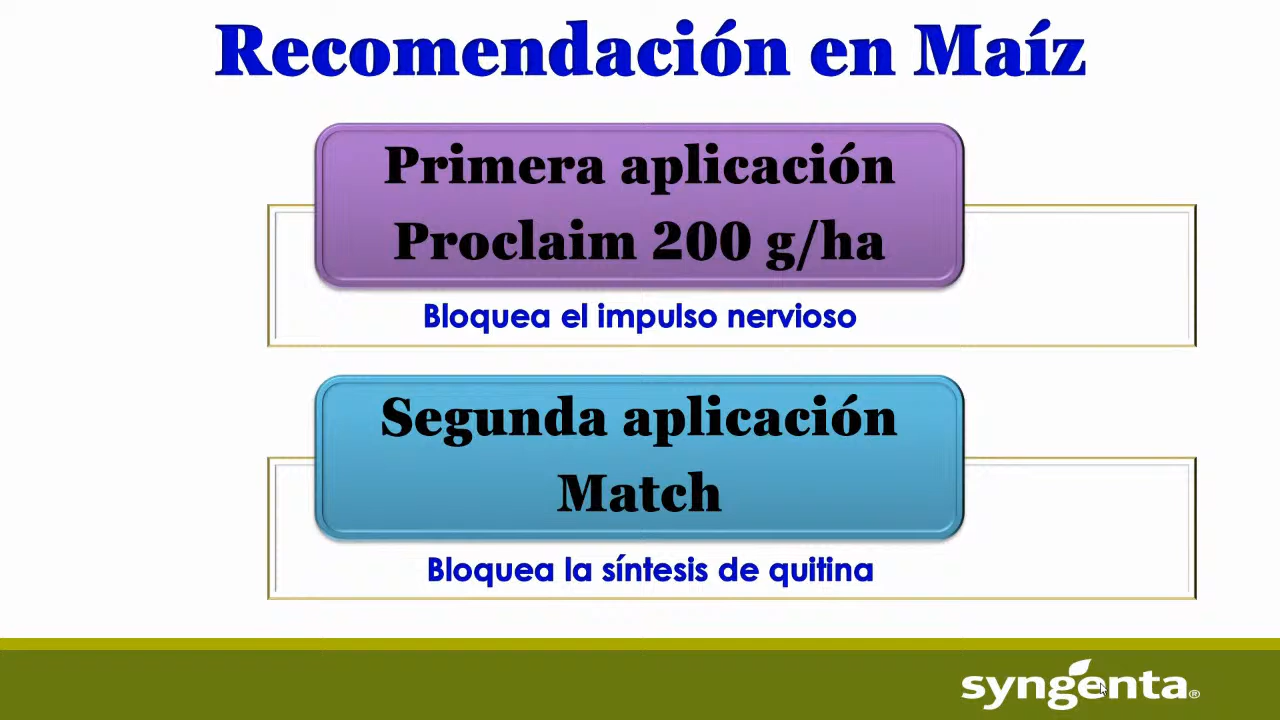 Recomendación en Maíz
Primera aplicación
Proclaim 200 g/ha
Bloquea el impulso nervioso
Segunda aplicación
Match
Bloquea la síntesis de quitina
syngenta®